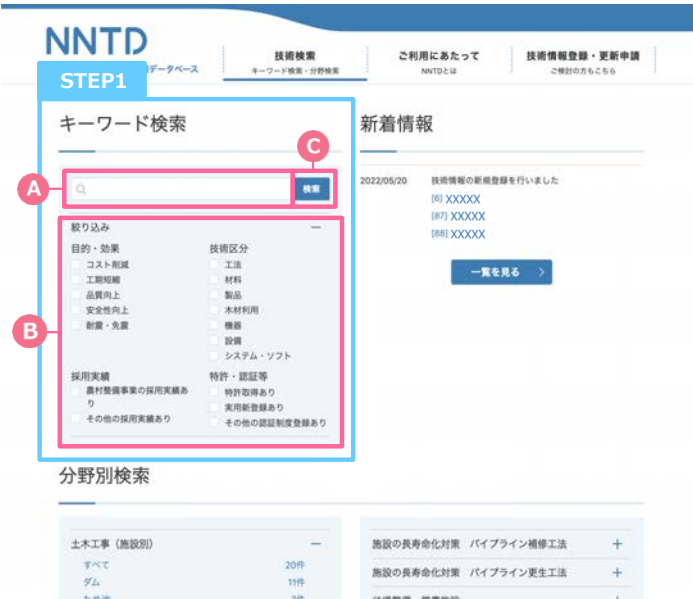 NNTD
データベース
技術検索
キーワード検索・分野検索
ご利用にあたって
NNTDとは
技術情報登録・更新申請
ご検討の方もこちら
STEP1
キーワード検索
C
A
検索
絞り込み
目的・効果
コスト削減
工期短縮
品質向上
安全性向上
耐震・免震
技術区分
工法
材料
製品
木材利用
機器
設備
システム・ソフト
B
採用実績
農村整備事業の採用実績あ
り
その他の採用実績あり
特許・認証等
特許取得あり
実用新登録あり
その他の認証制度登録あり
新着情報
2022/05/20 技術情報の新規登録を行いました
[6] XXXXX
[87] XXXXX
[88] XXXXX
一覧を見る
分野別検索
土木工事（施設別）
すべて 20件
ダム 11件
施設の長寿命化対策 パイプライン補修工法
施設の長寿命化対策 パイプライン更生工法